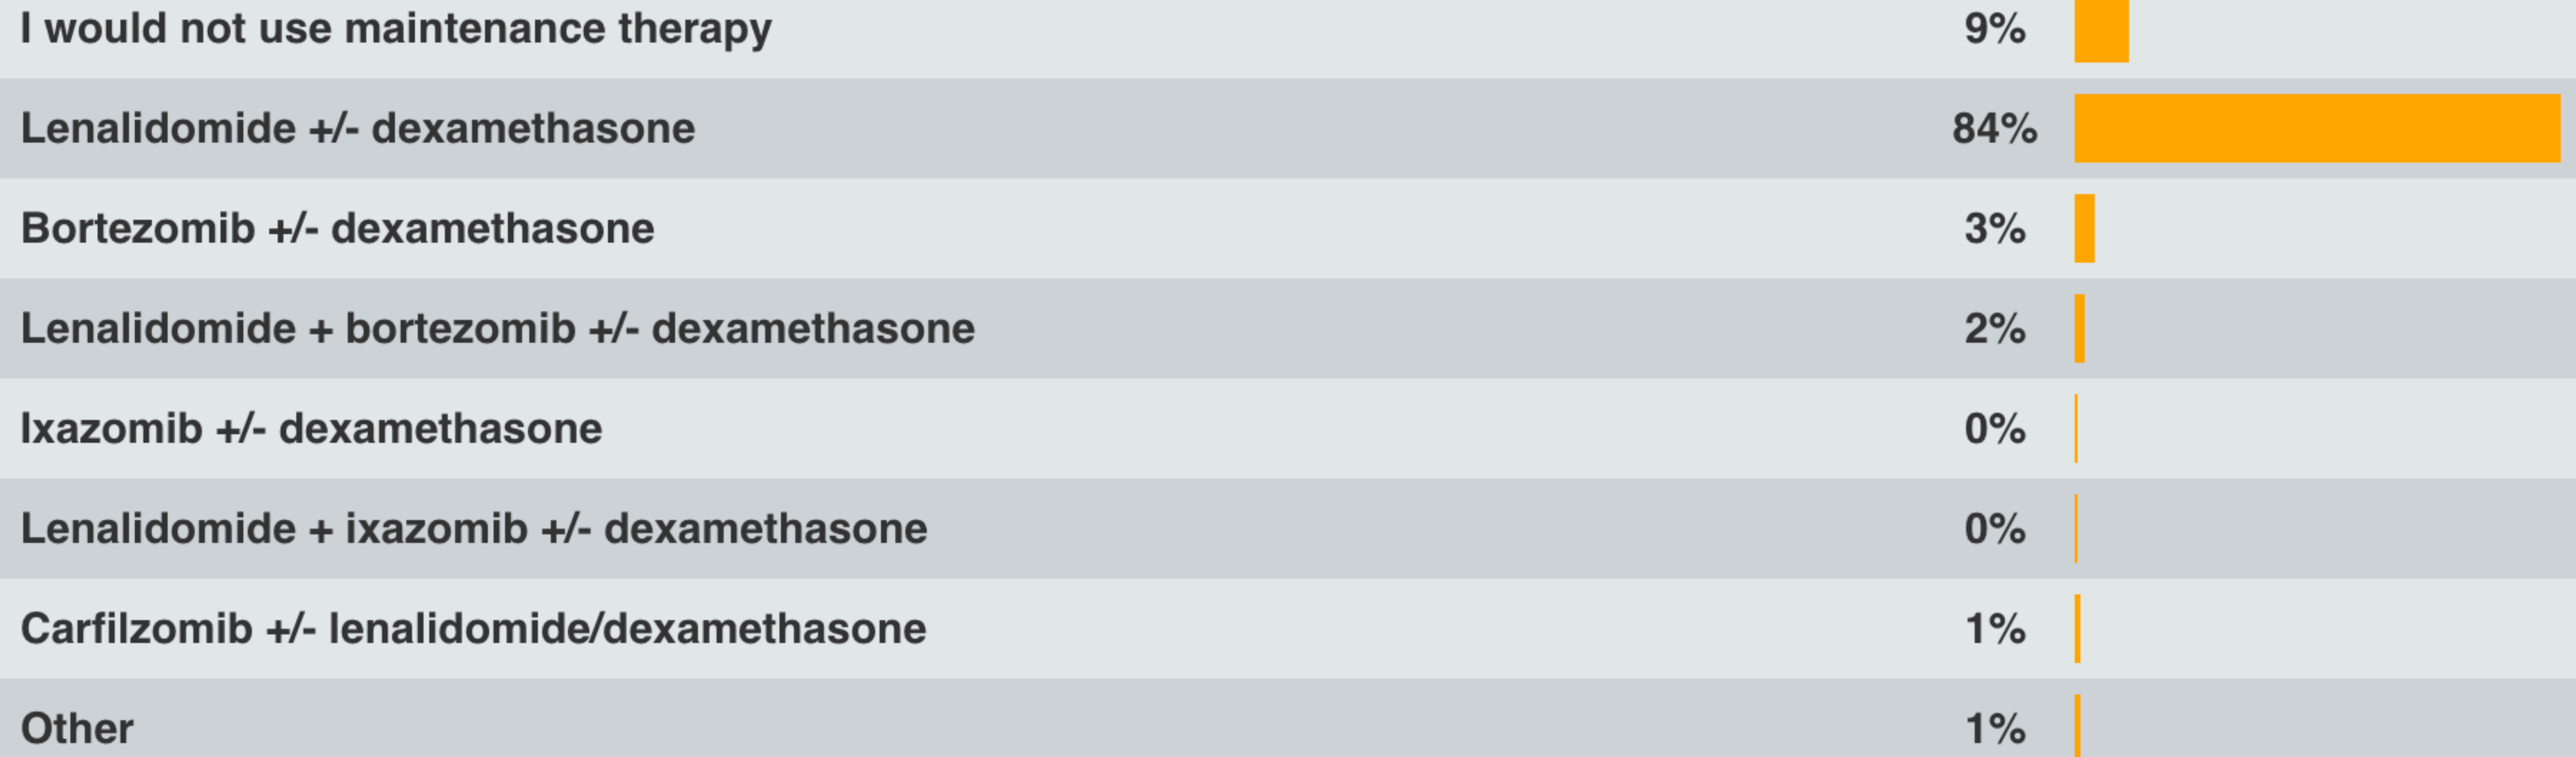 I would not use maintenance therapy 9%
Lenalidomide +/- dexamethasone 84%
Bortezomib +/- dexamethasone 3%
Lenalidomide + bortezomib +/- dexamethasone 2%
Ixazomib +/- dexamethasone 0%
Lenalidomide + ixazomib +/- dexamethasone 0%
Carfilzomib +/- lenalidomide/dexamethasone 1%
Other 1%